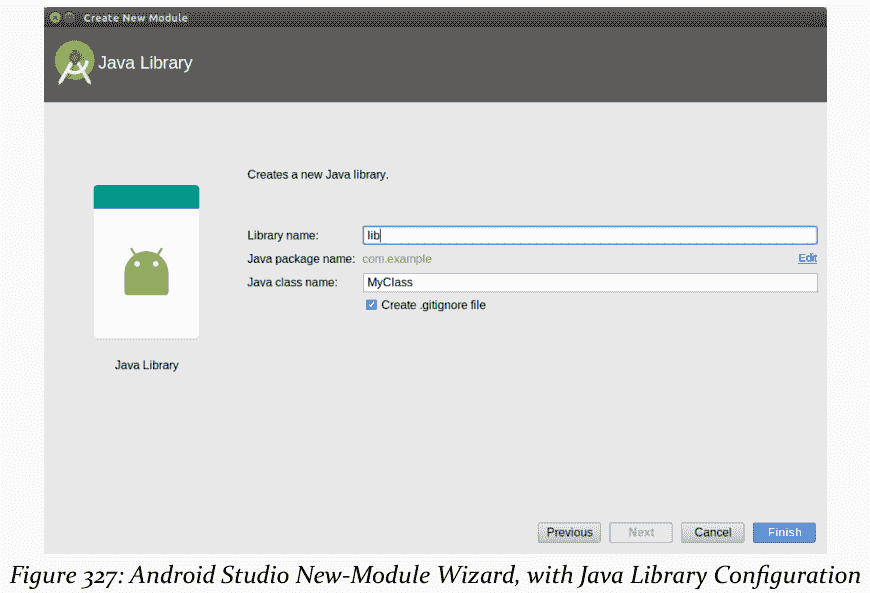 Create New Module
Java Library
Creates a new Java library.
Library name: lib
Java package name: com.example Edit
Java class name: MyClass
Create .gitignore file
Java Library
Previous Next Cancel Finish
Figure 327: Android Studio New-Module Wizard, with Java Library Configuration